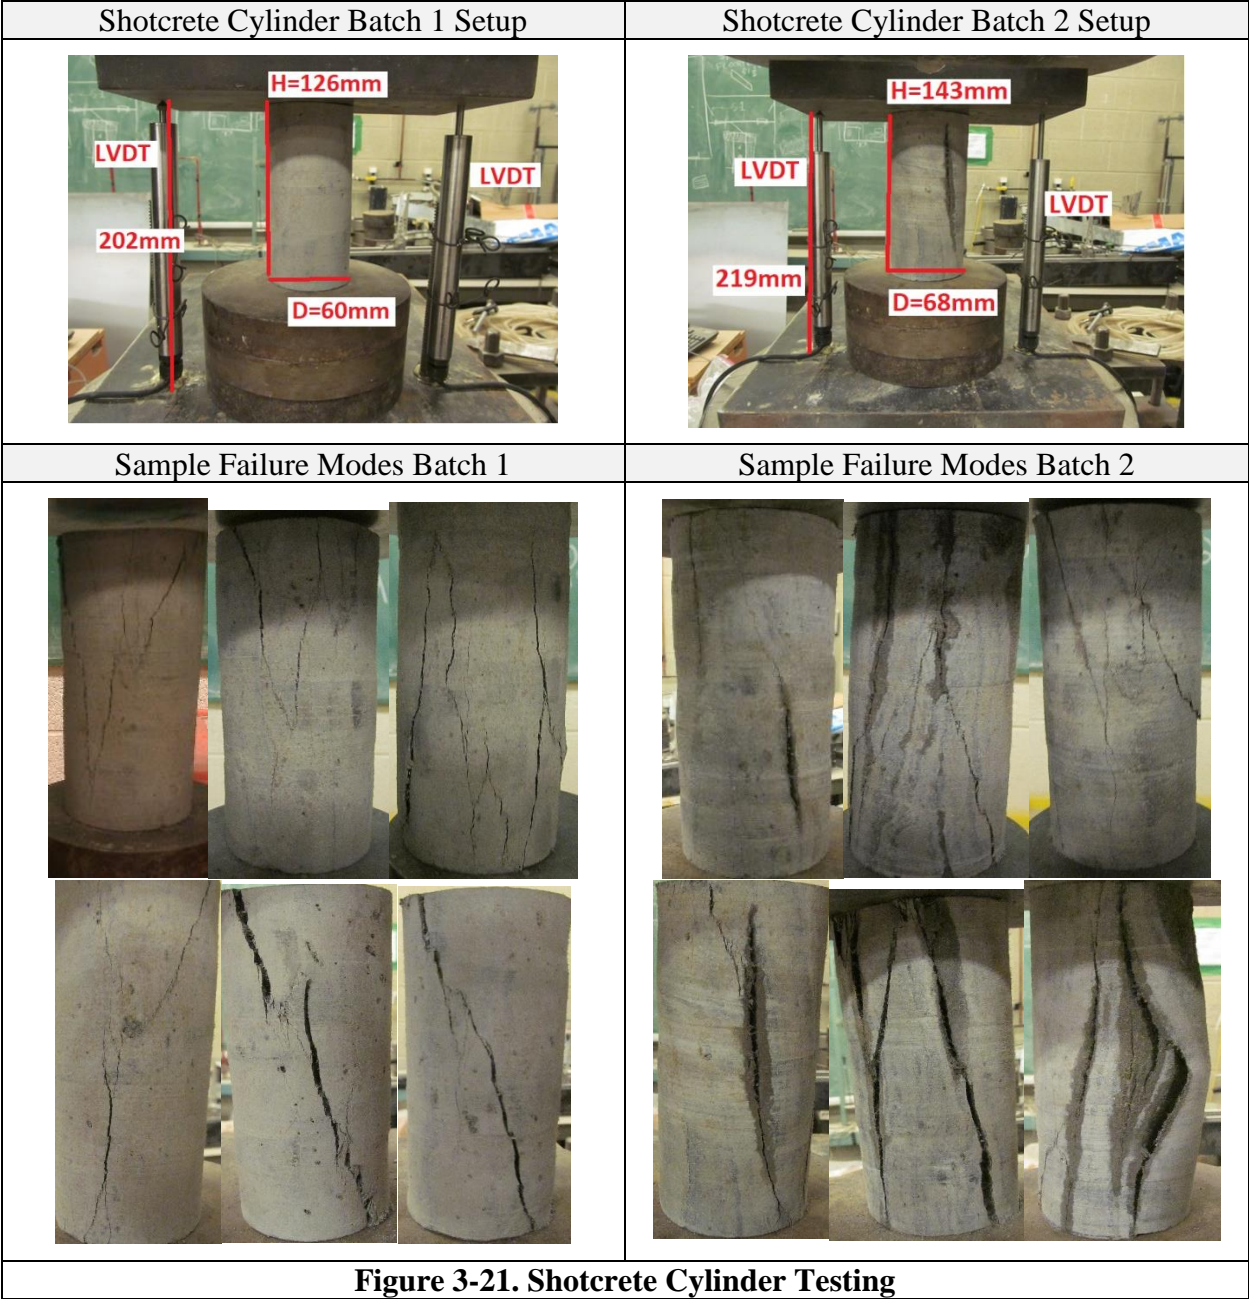 Shotcrete Cylinder Batch 1 Setup
Shotcrete Cylinder Batch 2 Setup
H=126mm
LVDT
LVDT
202mm
D=60mm
H=143mm
LVDT
LVDT
219mm
D=68mm
Sample Failure Modes Batch 1
Sample Failure Modes Batch 2
Figure 3-21. Shotcrete Cylinder Testing